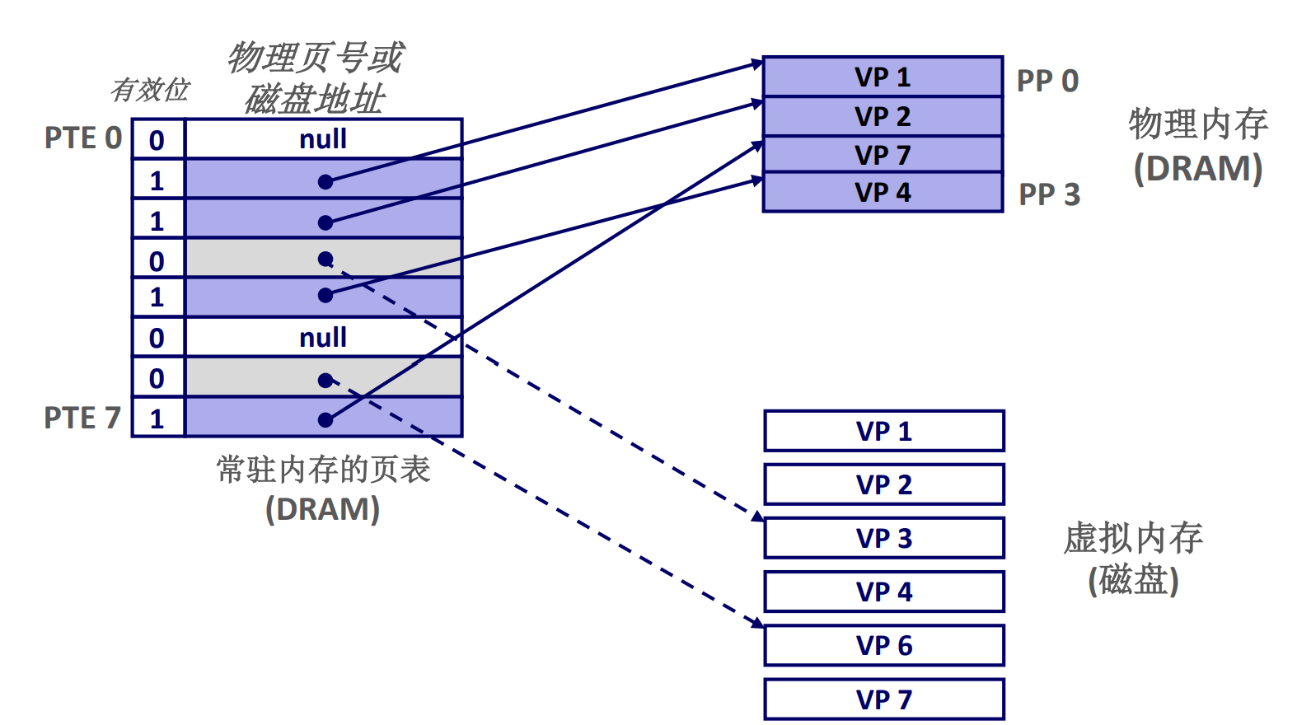 物理页号或
磁盘地址
有效位
PTE 0
0
null
1
1
0
1
0
null
0
PTE 7
1
常驻内存的页表
(DRAM)
VP 1
PP 0
VP 2
VP 7
VP 4
PP 3
物理内存
(DRAM)
VP 1
VP 2
VP 3
VP 4
VP 6
VP 7
虚拟内存
(磁盘)